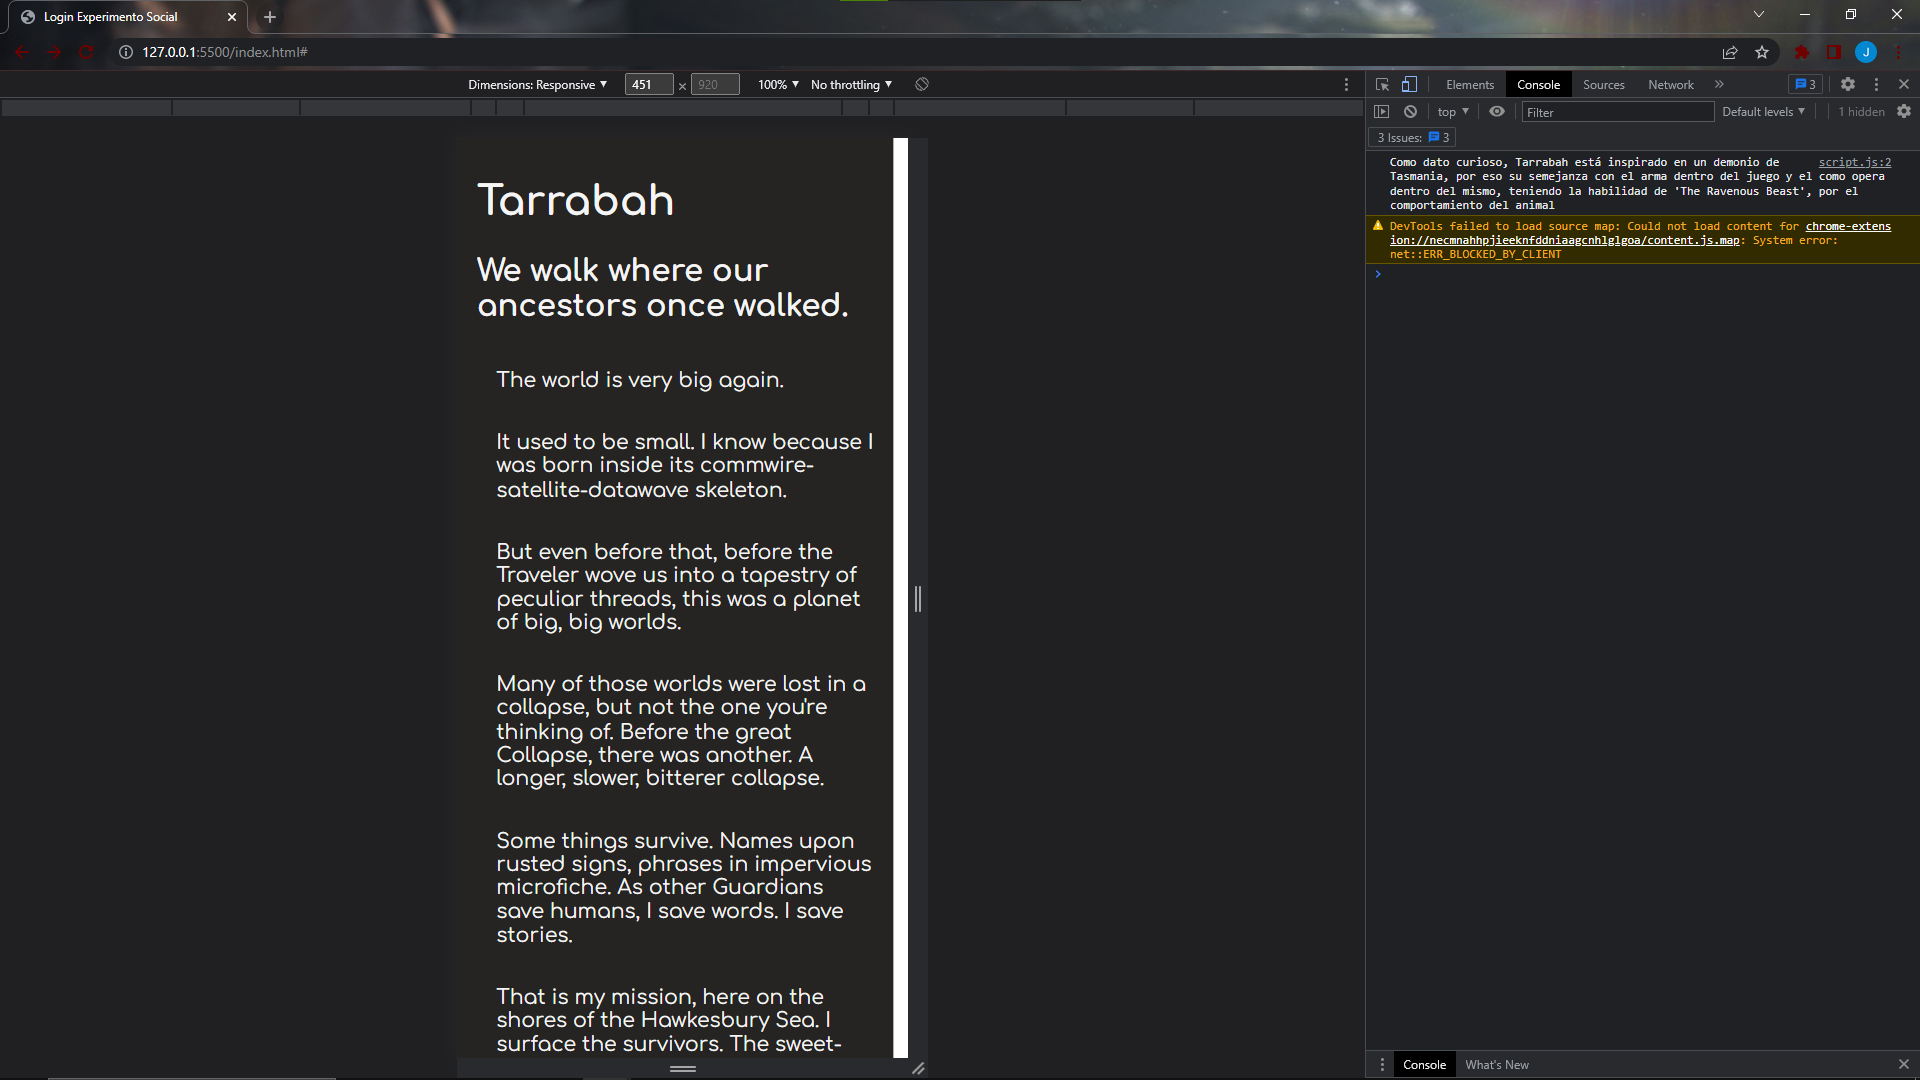 Login Experimento Social
127.0.0.1:5500/index.html#
J
Dimensions: Responsive
451
×
920
100%
No throttling
Elements
Console
Sources
Network
3
top
Filter
Default levels
1 hidden
3 Issues:
3
Como dato curioso, Tarrabah está inspirado en un demonio de script.js:2
Tasmania, por eso su semejanza con el arma dentro del juego y el como opera
dentro del mismo, teniendo la habilidad de 'The Ravenous Beast', por el
comportamiento del animal
DevTools failed to load source map: Could not load content for chrome-extens
ion://necmnahhpjieeknfddniaagcnhlglgoa/content.js.map: System error:
net::ERR_BLOCKED_BY_CLIENT
Tarrabah
We walk where our
ancestors once walked.
The world is very big again.
It used to be small. I know because I
was born inside its commwire-
satellite-datawave skeleton.
But even before that, before the
Traveler wove us into a tapestry of
peculiar threads, this was a planet
of big, big worlds.
Many of those worlds were lost in a
collapse, but not the one you're
thinking of. Before the great
Collapse, there was another. A
longer, slower, bitterer collapse.
Some things survive. Names upon
rusted signs, phrases in impervious
microfiche. As other Guardians
save humans, I save words. I save
stories.
That is my mission, here on the
shores of the Hawkesbury Sea. I
surface the survivors. The sweet-
Console
What's New